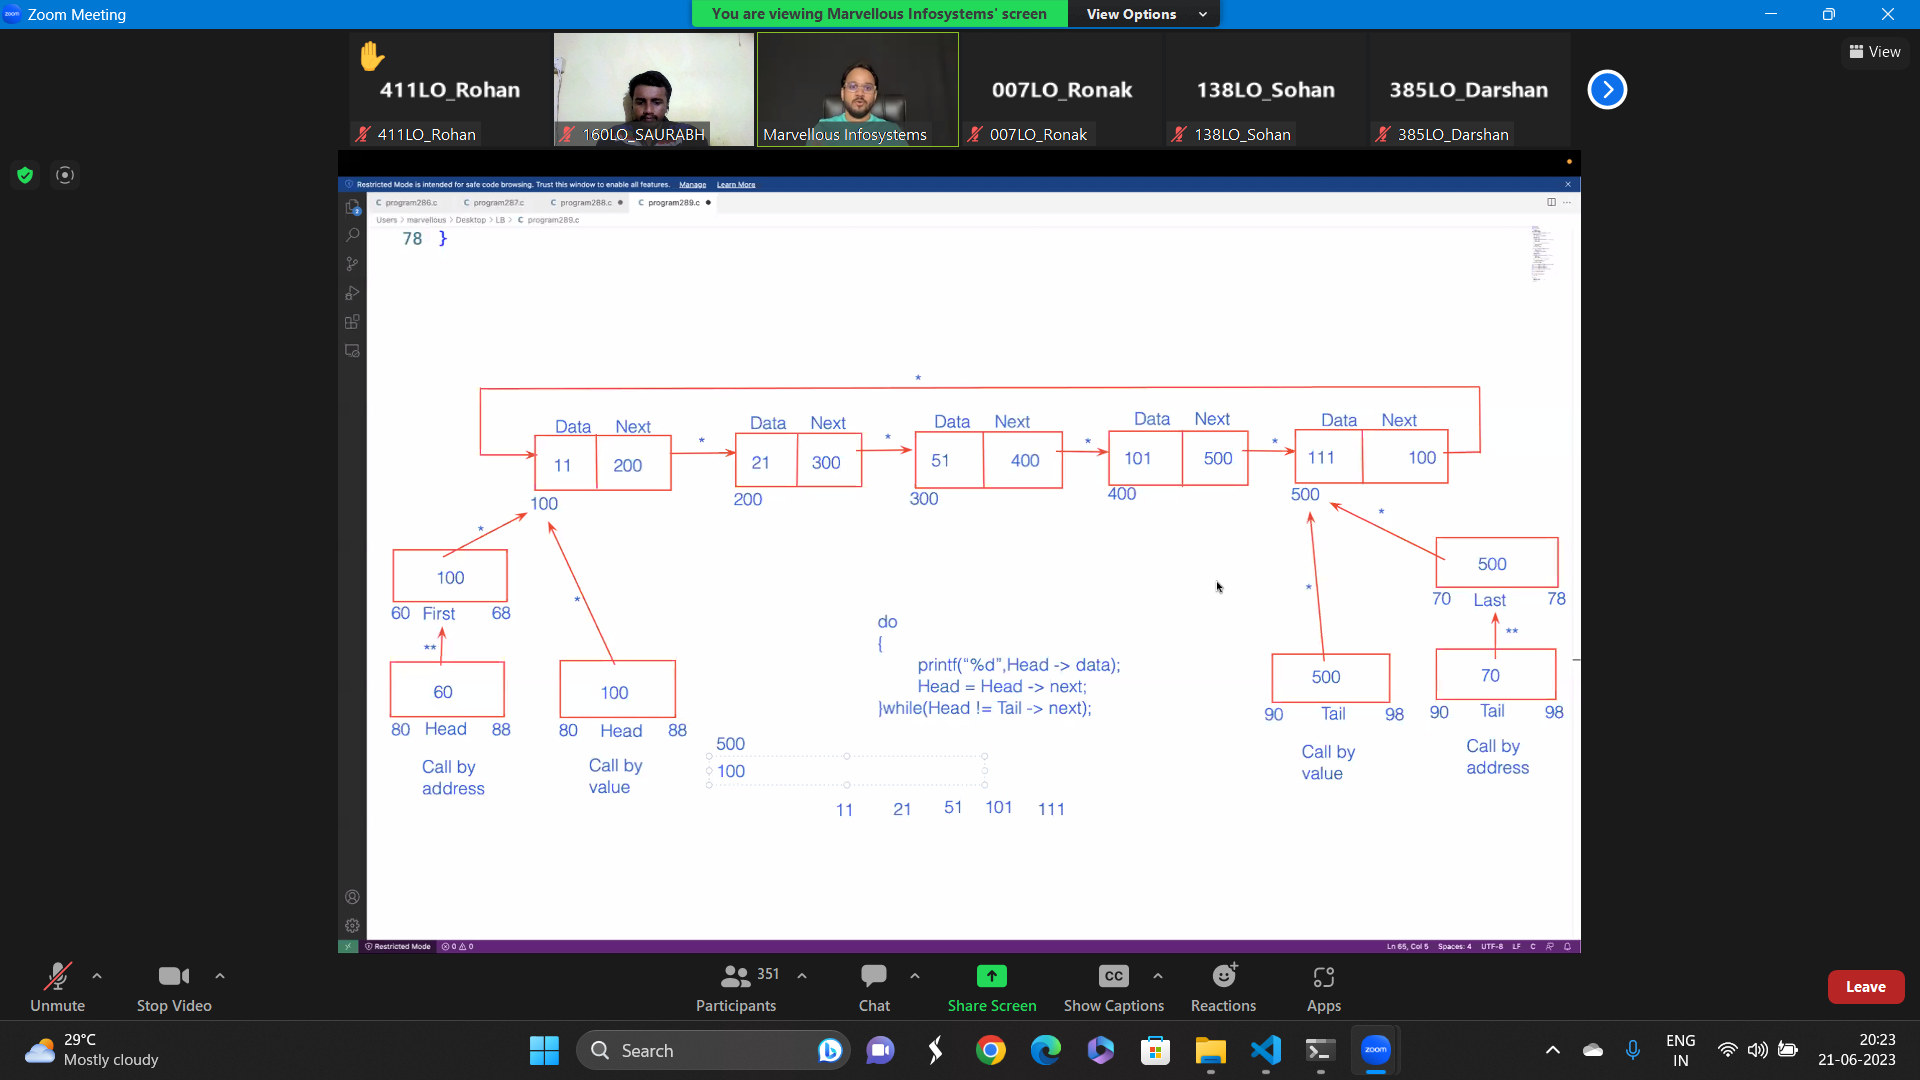 Zoom Meeting
You are viewing Marvellous Infosystems' screen
View Options
View
411LO_Rohan
007LO_Ronak
138LO_Sohan
385LO_Darshan
411LO_Rohan
160LO_SAURABH
Marvellous Infosystems
007LO_Ronak
138LO_Sohan
385LO_Darshan
Restricted Mode is intended for safe code browsing. Trust this window to enable all features. Manage Learn More
C program286.c C program287.c C program288.c C program289.c
Users > marvellous > Desktop > LB > C program289.c
78 }
*
Data Next Data Next Data Next Data Next Data Next
* * * *
11 200 21 300 51 400 101 500 111 100
100 200 300 400 500
* *
100 500
60 First 68 70 Last 78
* *
** **
60 100 500 70
80 Head 88 80 Head 88 90 Tail 98 90 Tail 98
Call by address
Call by value
Call by value
Call by address
do
{
printf("%d",Head -> data);
Head = Head -> next;
}while(Head != Tail -> next);
500
100
11 21 51 101 111
Restricted Mode 0 0
Ln 65, Col 5 Spaces: 4 UTF-8 LF C
Unmute
Stop Video
351
Participants
Chat
Share Screen
CC
Show Captions
Reactions
Apps
Leave
29°C
Mostly cloudy
Search
zoom
ENG
IN
20:23
21-06-2023